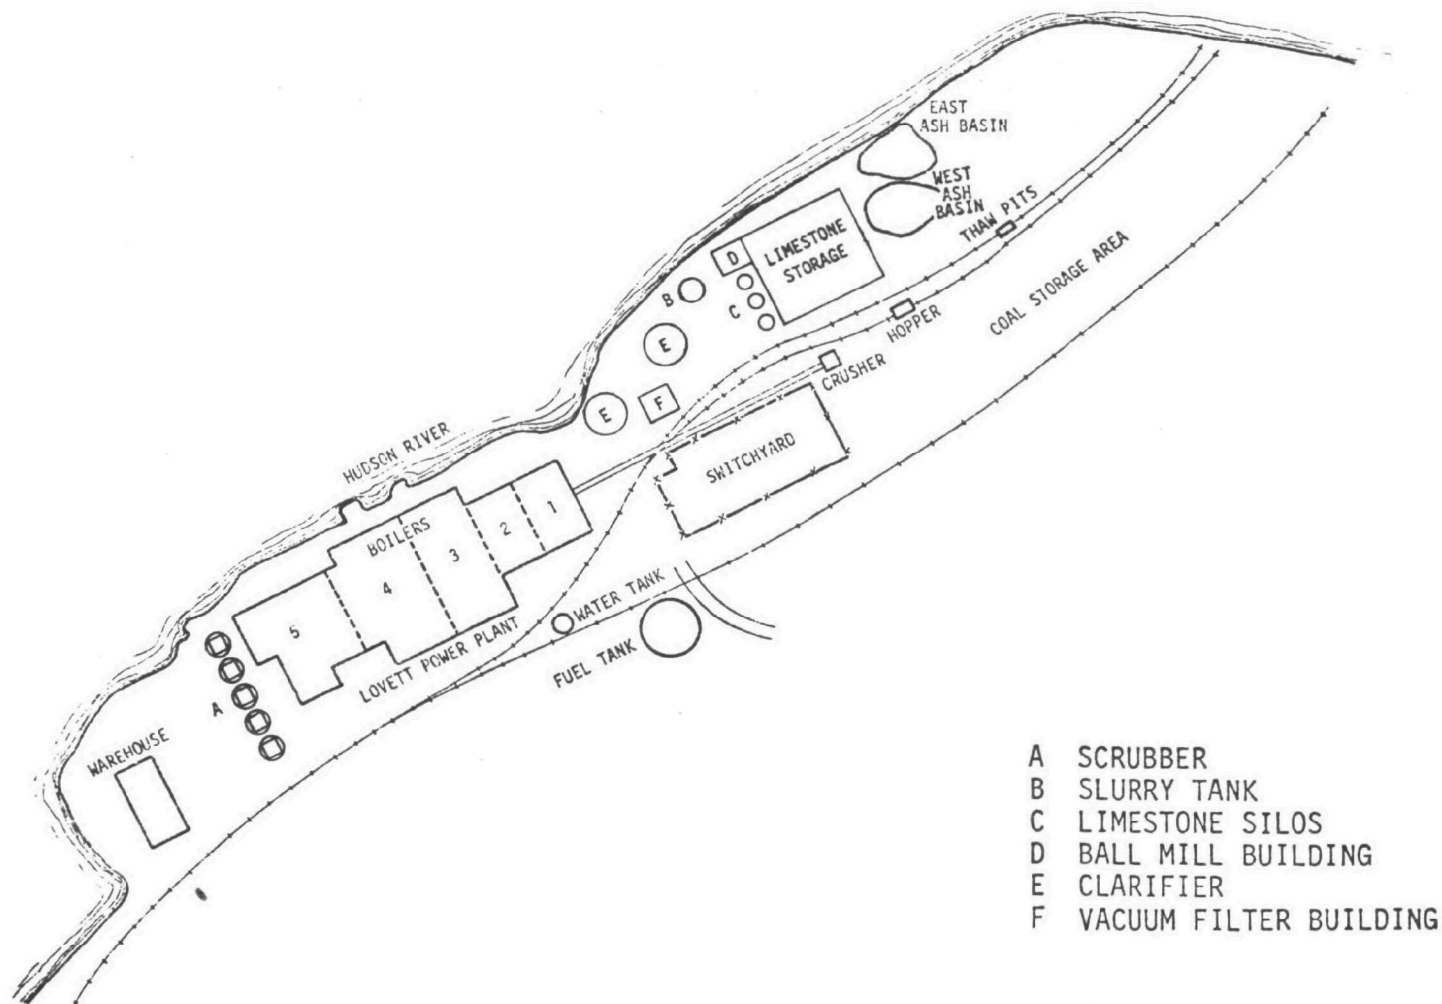 EAST
ASH BASIN
WEST
ASH
BASIN
THAW PITS
LIMESTONE
STORAGE
D
B
C
COAL STORAGE AREA
HOPPER
E
CRUSHER
E
F
HUDSON RIVER
SWITCHYARD
BOILERS
1
2
3
4
5
WATER TANK
LOVETT POWER PLANT
FUEL TANK
A
WAREHOUSE
A SCRUBBER
B SLURRY TANK
C LIMESTONE SILOS
D BALL MILL BUILDING
E CLARIFIER
F VACUUM FILTER BUILDING